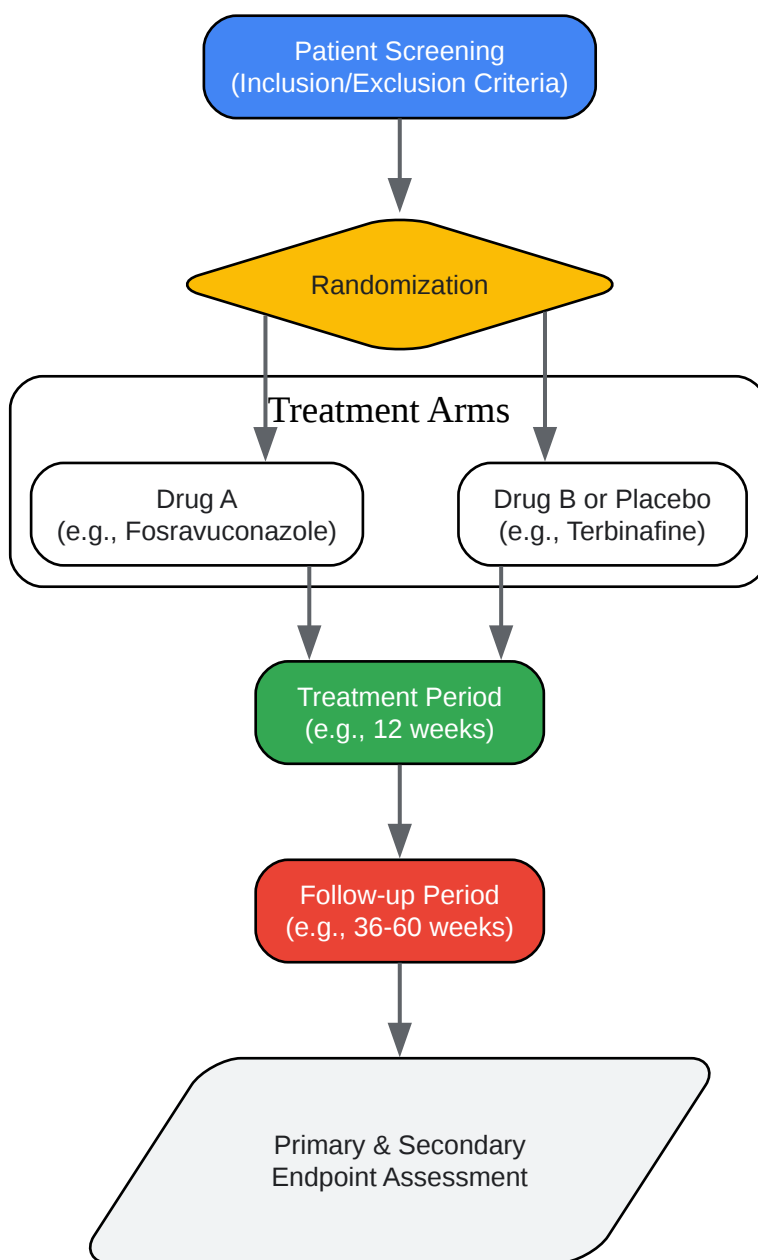 Patient Screening
(Inclusion/Exclusion Criteria)
Randomization
Treatment Arms
Drug A
(e.g., Fosravuconazole)
Drug B or Placebo
(e.g., Terbinafine)
Treatment Period
(e.g., 12 weeks)
Follow-up Period
(e.g., 36-60 weeks)
Primary & Secondary
Endpoint Assessment